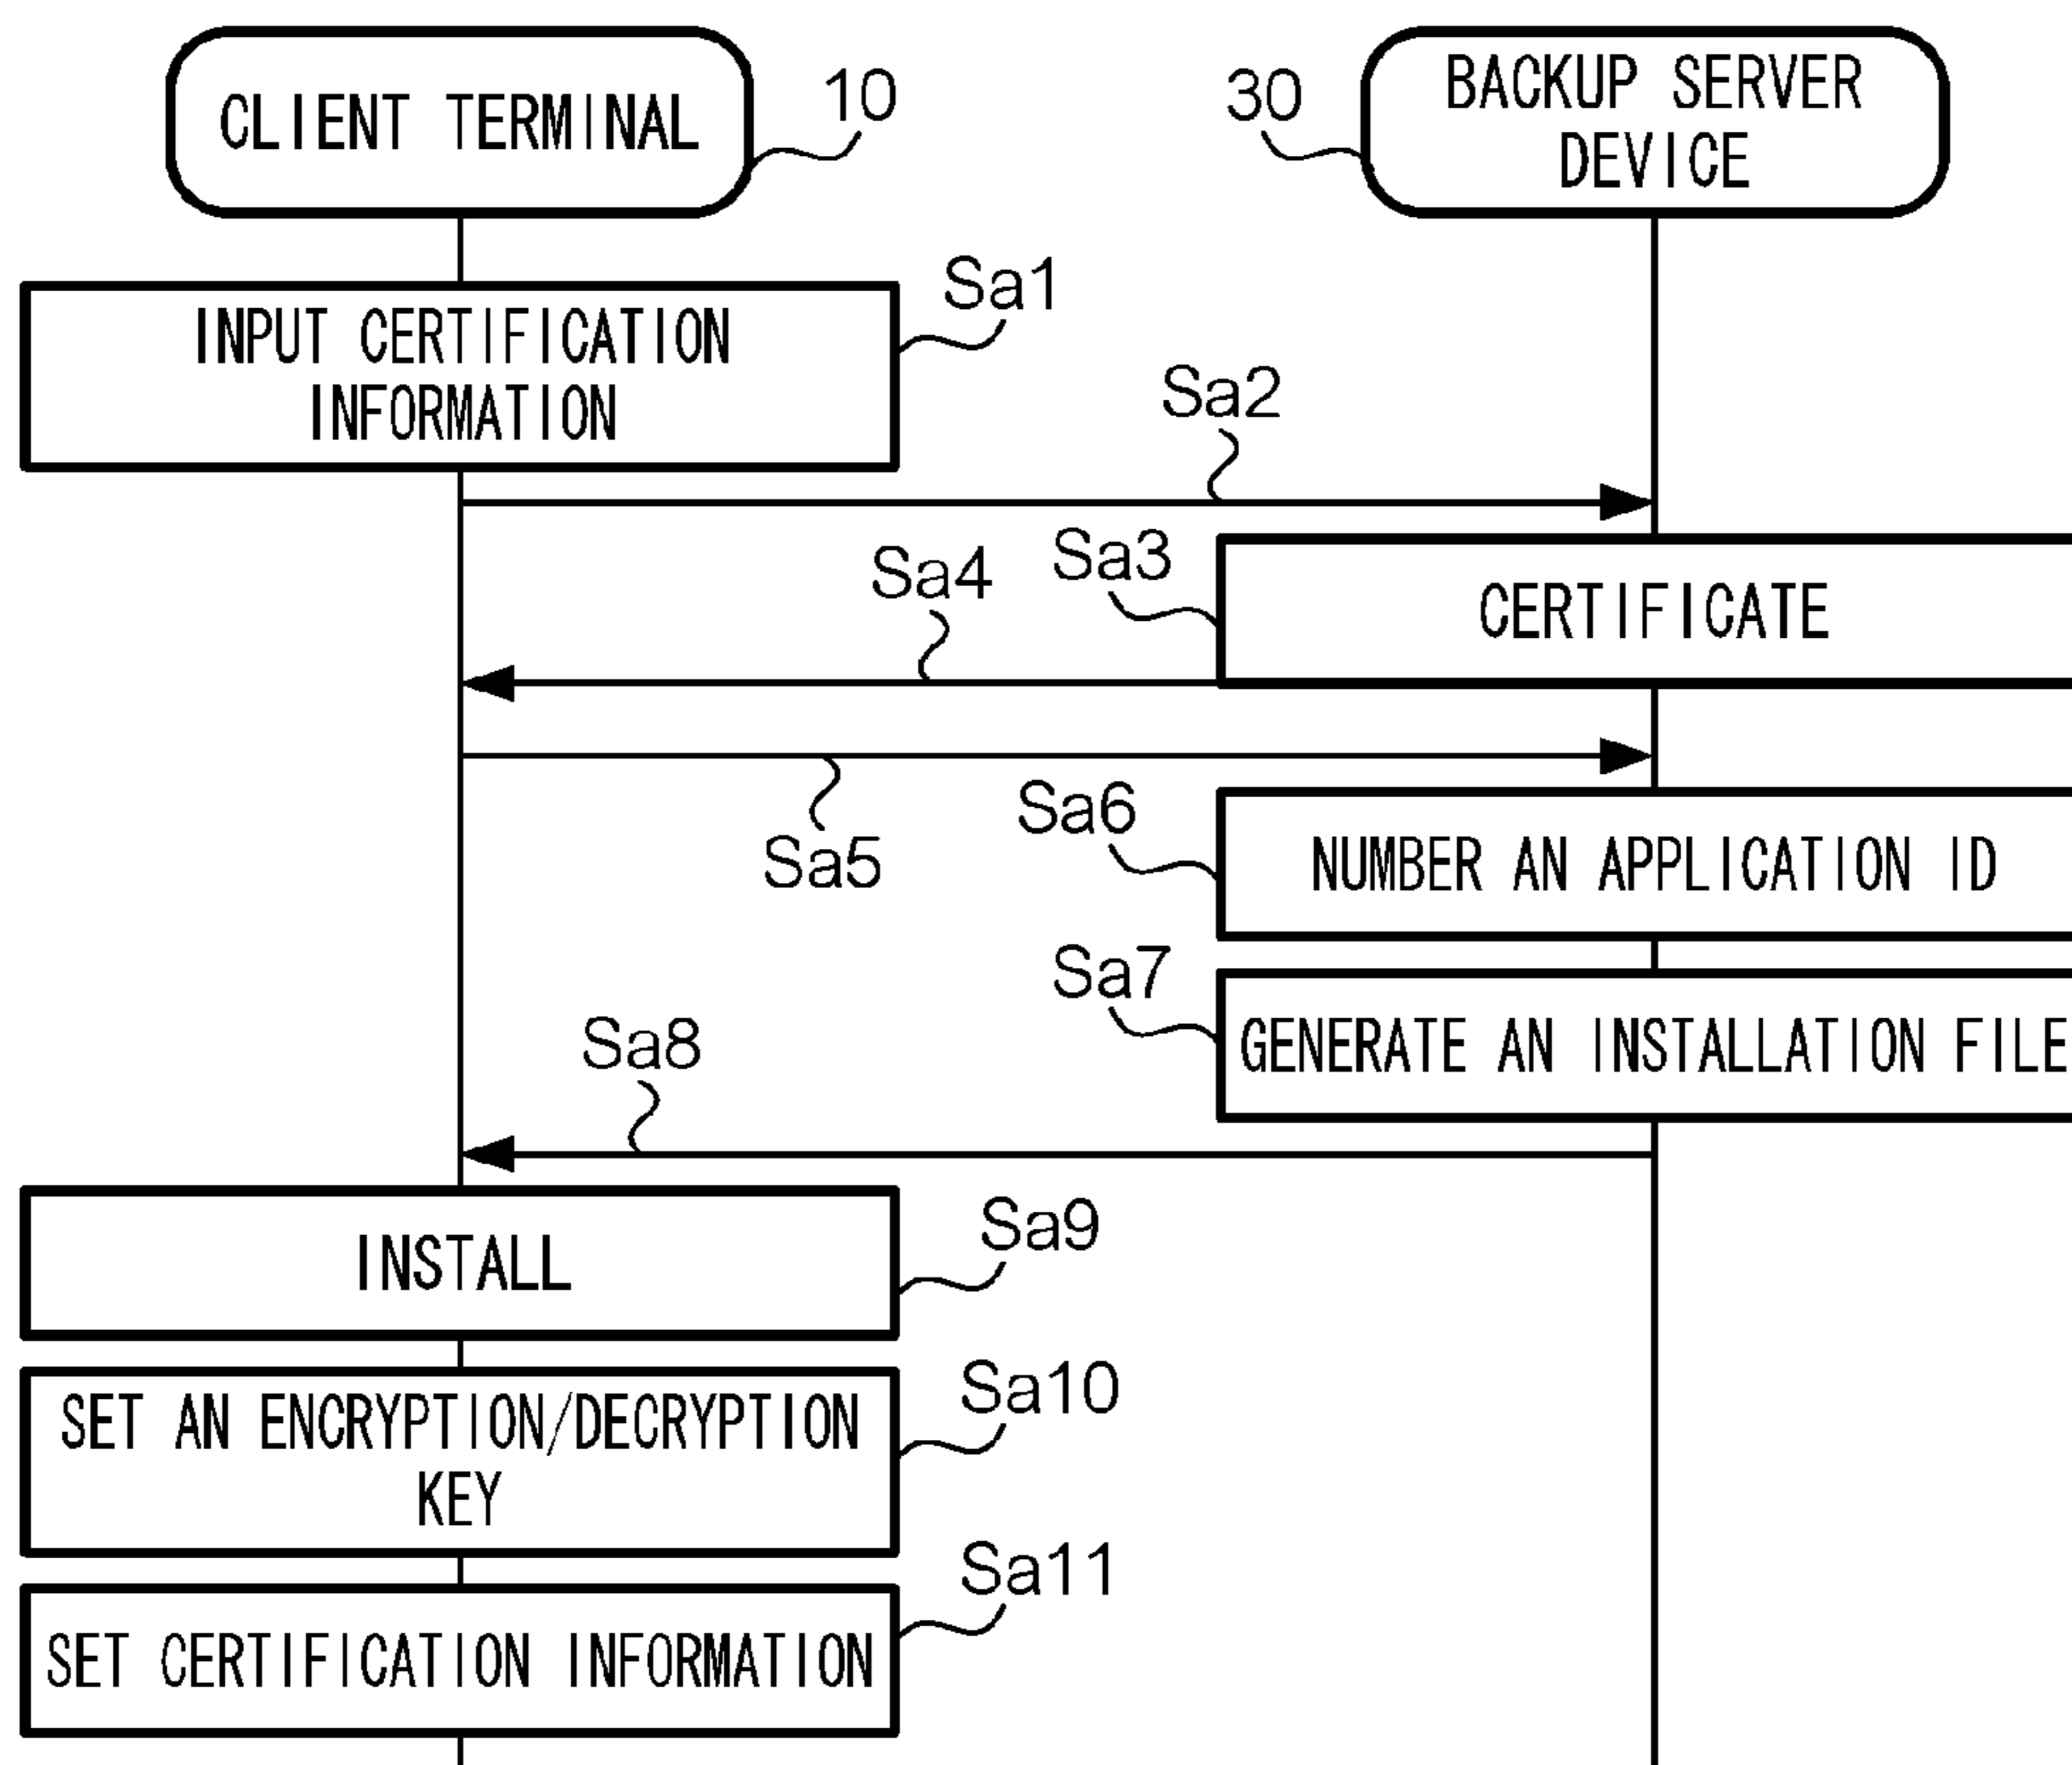 CLIENT TERMINAL
10
30
BACKUP SERVER
DEVICE
INPUT CERTIFICATION
INFORMATION
Sa1
Sa2
Sa3
CERTIFICATE
Sa4
Sa5
Sa6
NUMBER AN APPLICATION ID
Sa7
GENERATE AN INSTALLATION FILE
Sa8
INSTALL
Sa9
SET AN ENCRYPTION/DECRYPTION
KEY
Sa10
SET CERTIFICATION INFORMATION
Sa11